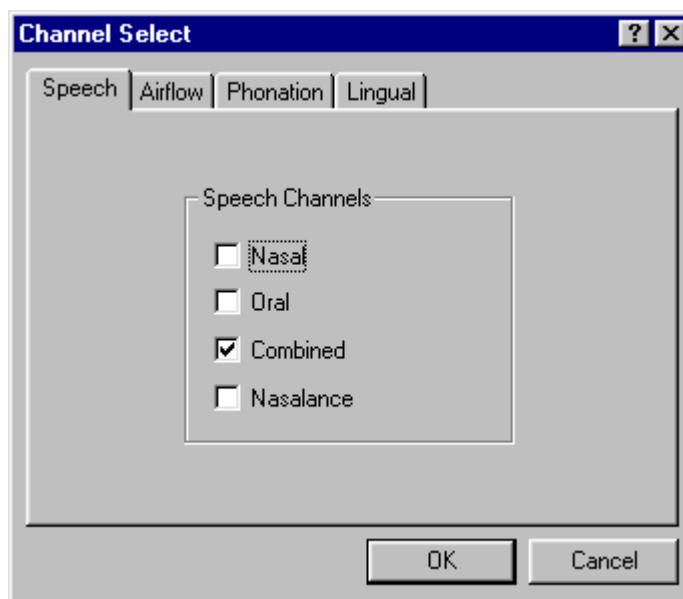 Channel Select
Speech Airflow Phonation Lingual
Speech Channels
Nasal
Oral
Combined
Nasalance
OK Cancel